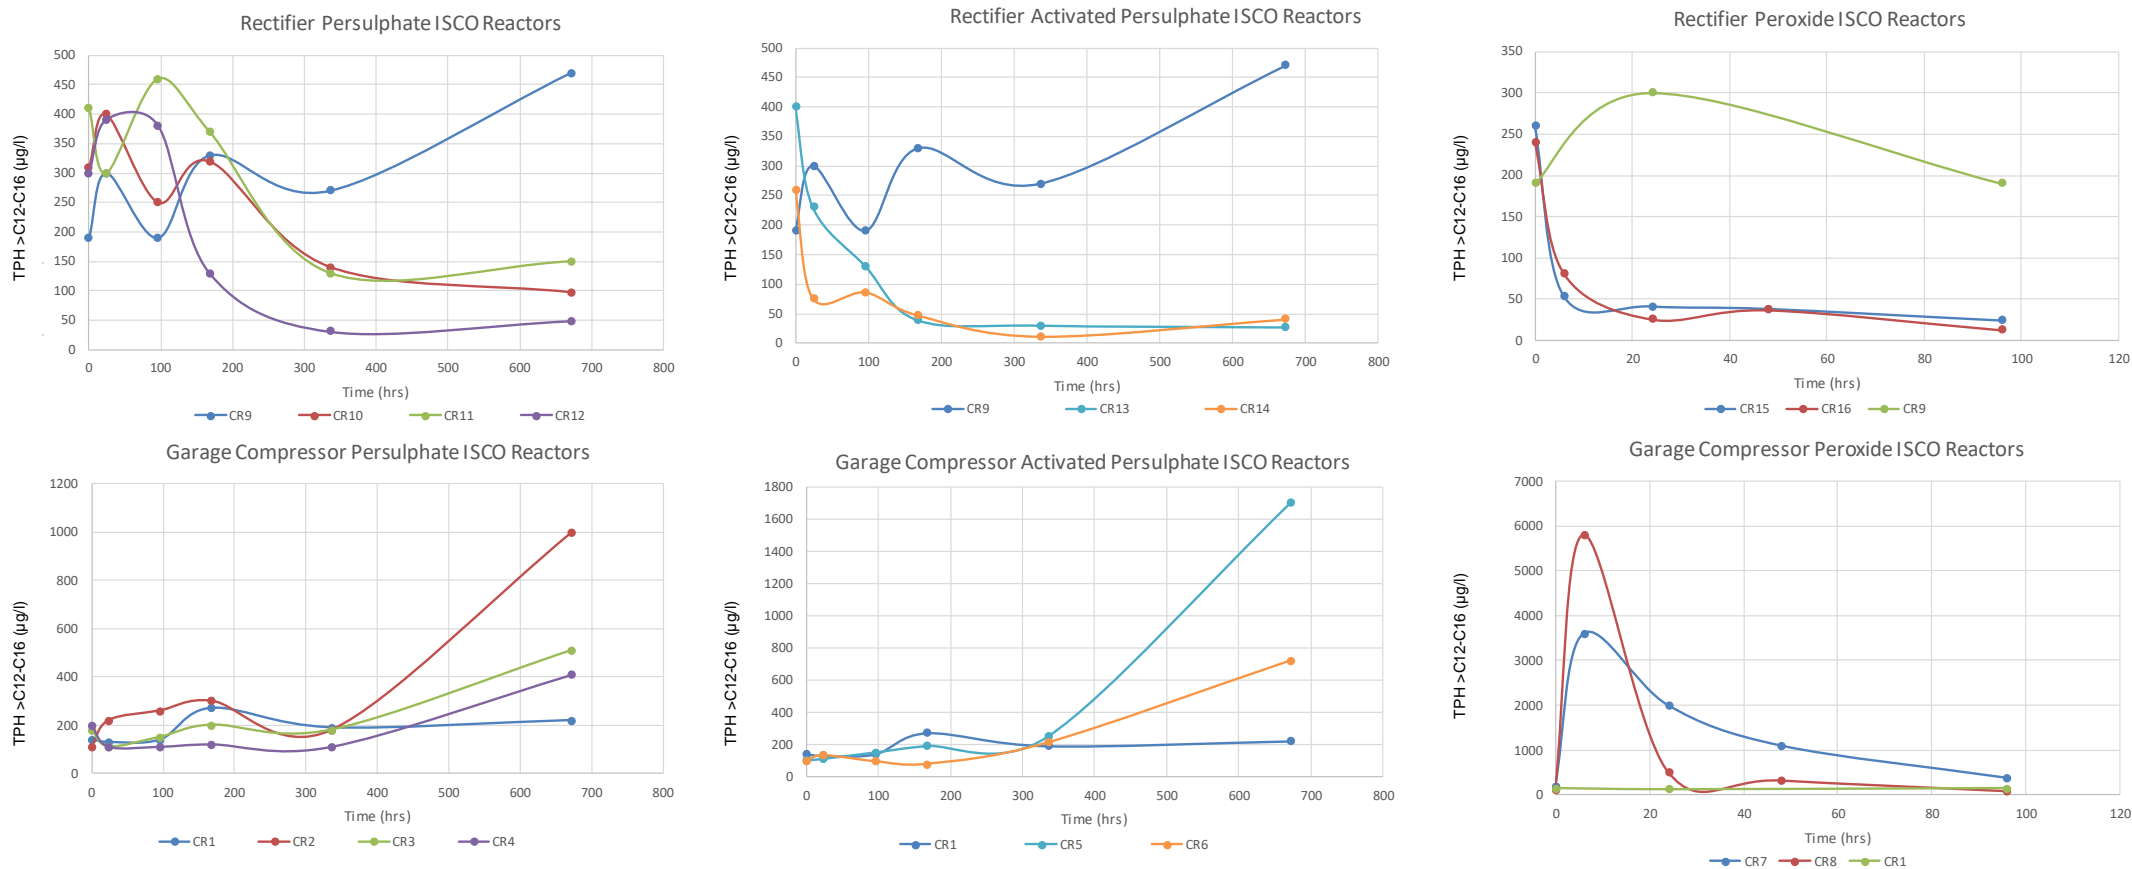 Rectifier Persulphate ISCO Reactors
TPH >C12-C16 (µg/l)
500
450
400
350
300
250
200
150
100
50
0
0 100 200 300 400 500 600 700 800
Time (hrs)
CR9 CR10 CR11 CR12
Rectifier Activated Persulphate ISCO Reactors
TPH >C12-C16 (µg/l)
500
450
400
350
300
250
200
150
100
50
0
0 100 200 300 400 500 600 700 800
Time (hrs)
CR9 CR13 CR14
Rectifier Peroxide ISCO Reactors
TPH >C12-C16 (µg/l)
350
300
250
200
150
100
50
0
0 20 40 60 80 100 120
Time (hrs)
CR15 CR16 CR9
Garage Compressor Persulphate ISCO Reactors
TPH >C12-C16 (µg/l)
1200
1000
800
600
400
200
0
0 100 200 300 400 500 600 700 800
Time (hrs)
CR1 CR2 CR3 CR4
Garage Compressor Activated Persulphate ISCO Reactors
TPH >C12-C16 (µg/l)
1800
1600
1400
1200
1000
800
600
400
200
0
0 100 200 300 400 500 600 700 800
Time (hrs)
CR1 CR5 CR6
Garage Compressor Peroxide ISCO Reactors
TPH >C12-C16 (µg/l)
7000
6000
5000
4000
3000
2000
1000
0
0 20 40 60 80 100 120
Time (hrs)
CR7 CR8 CR1